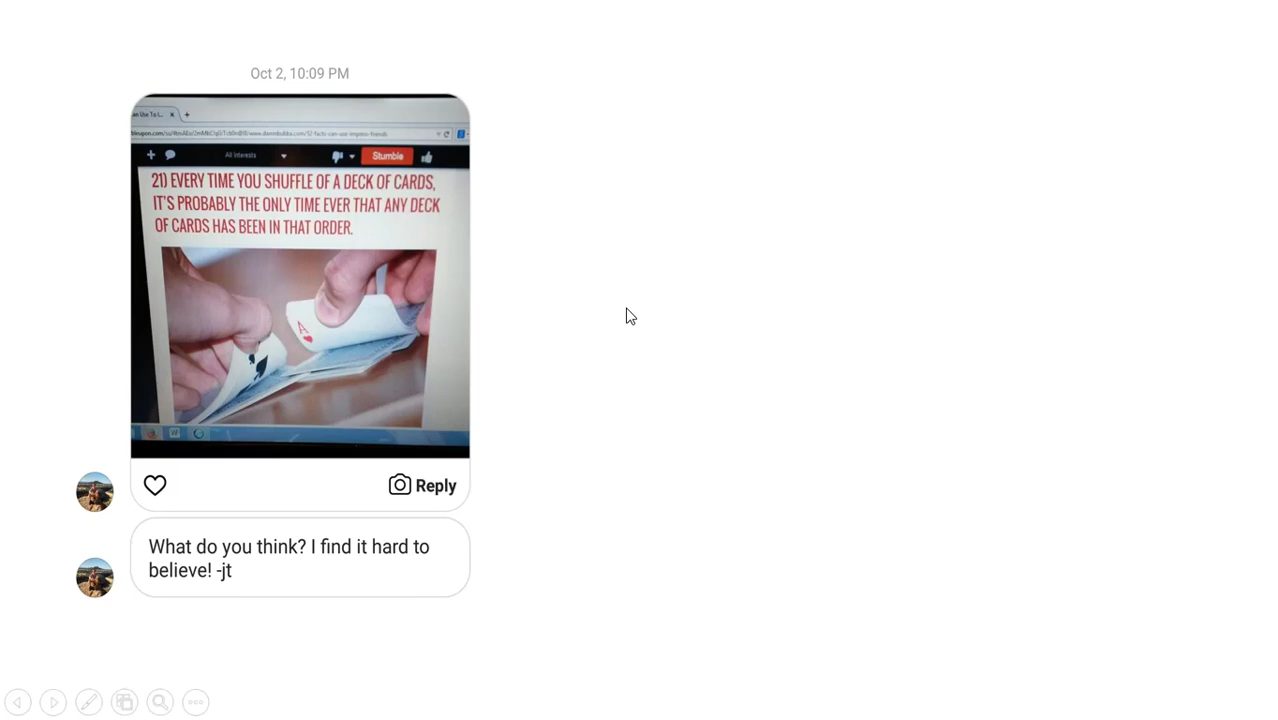 Oct 2, 10:09 PM
All Interests
Stumble
21) EVERY TIME YOU SHUFFLE OF A DECK OF CARDS,
IT'S PROBABLY THE ONLY TIME EVER THAT ANY DECK
OF CARDS HAS BEEN IN THAT ORDER.
A
Reply
What do you think? I find it hard to
believe! -jt